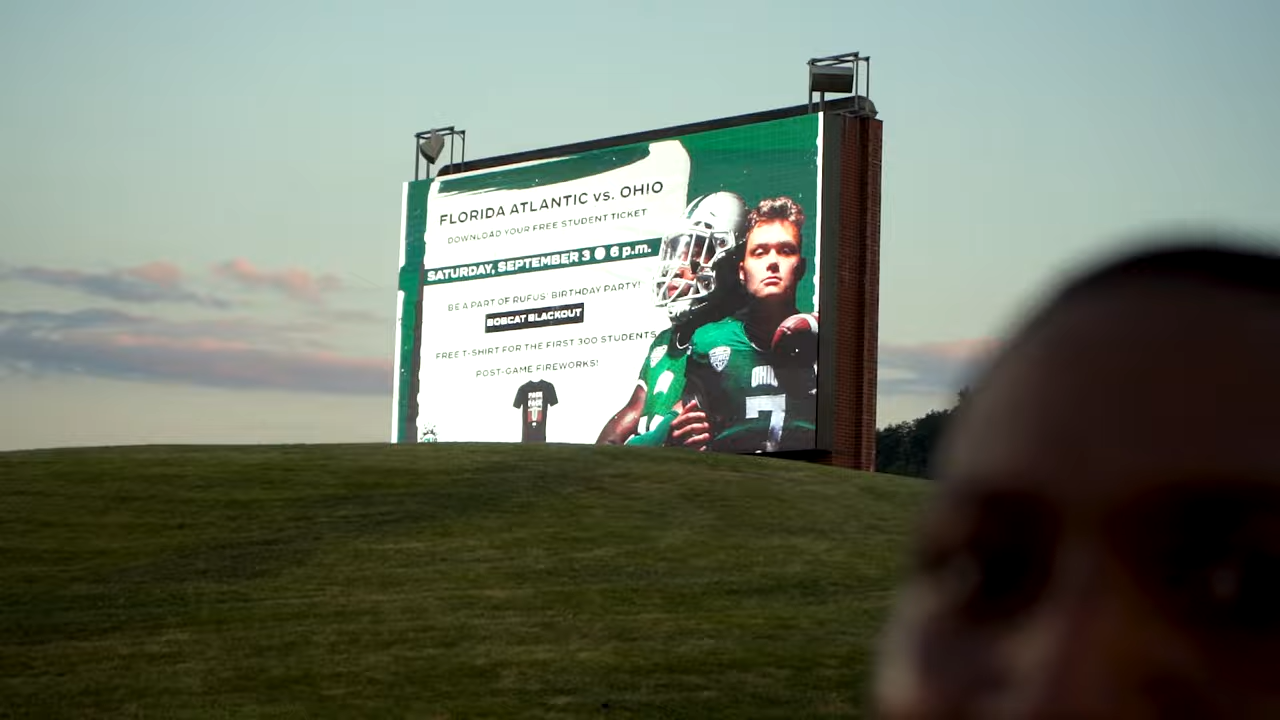 FLORIDA ATLANTIC vs. OHIO
DOWNLOAD YOUR FREE STUDENT TICKET
SATURDAY, SEPTEMBER 3 @ 6 p.m.
BE A PART OF RUFUS' BIRTHDAY PARTY!
BOBCAT BLACKOUT
FREE T-SHIRT FOR THE FIRST 300 STUDENTS
POST-GAME FIREWORKS!
OHIO
7